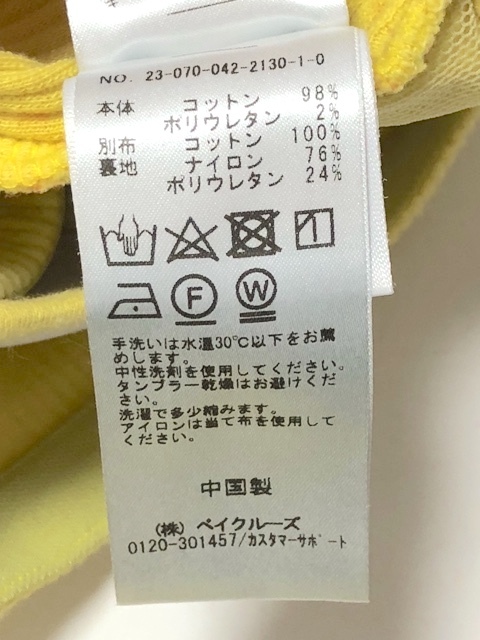 NO. 23-070-042-2130-1-0
本体 コットン 98%
ポリウレタン 2%
別布 コットン 100%
裏地 ナイロン 76%
ポリウレタン 24%
F W
手洗いは水温30℃以下をお薦
めします。
中性洗剤を使用してください。
タンブラー乾燥はお避けくだ
さい。
洗濯で多少縮みます。
アイロンは当て布を使用して
ください。
中国製
(株) ベイクルーズ
0120-301457/カスタマーサポート